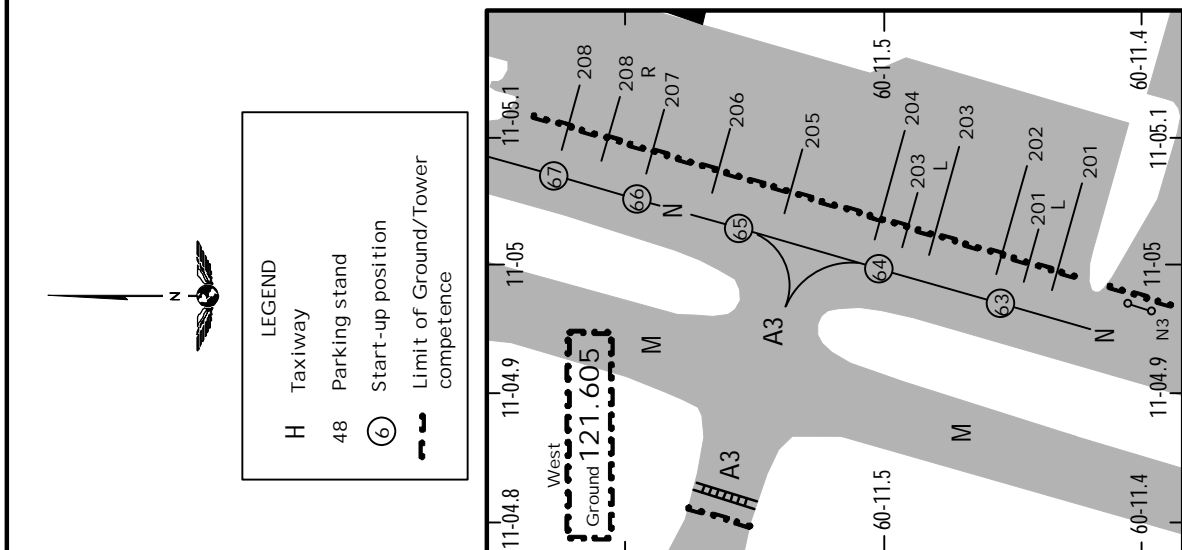 N
LEGEND
H Taxiway
48 Parking stand
6 Start-up position
Limit of Ground/Tower
competence
11-05.1
11-05
11-04.9
11-04.8
60-11.5
60-11.4
208
208
R
207
206
205
204
203
L
203
202
201
L
201
67
66
N
65
64
63
N
N3
M
A3
West
Ground 121.605
A3
M
60-11.5
60-11.4
11-05.1
11-05
11-04.9